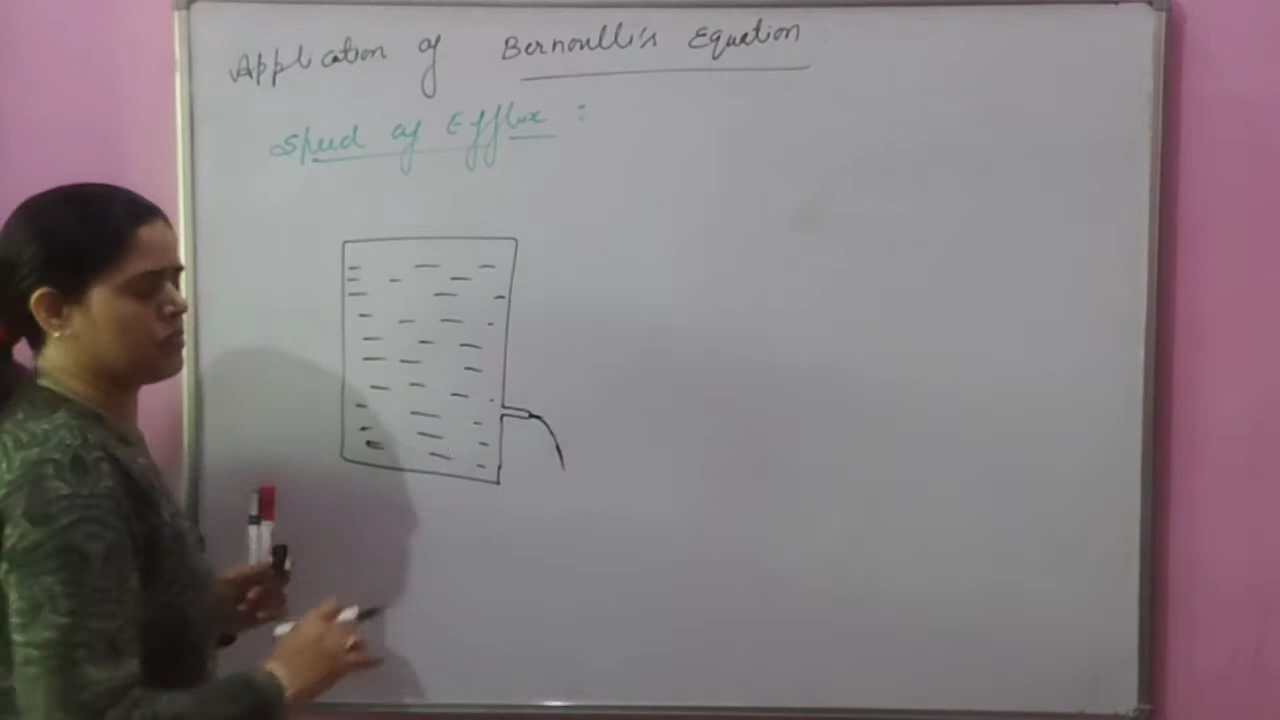 Application of Bernoulli's Equation
Speed of Efflux :